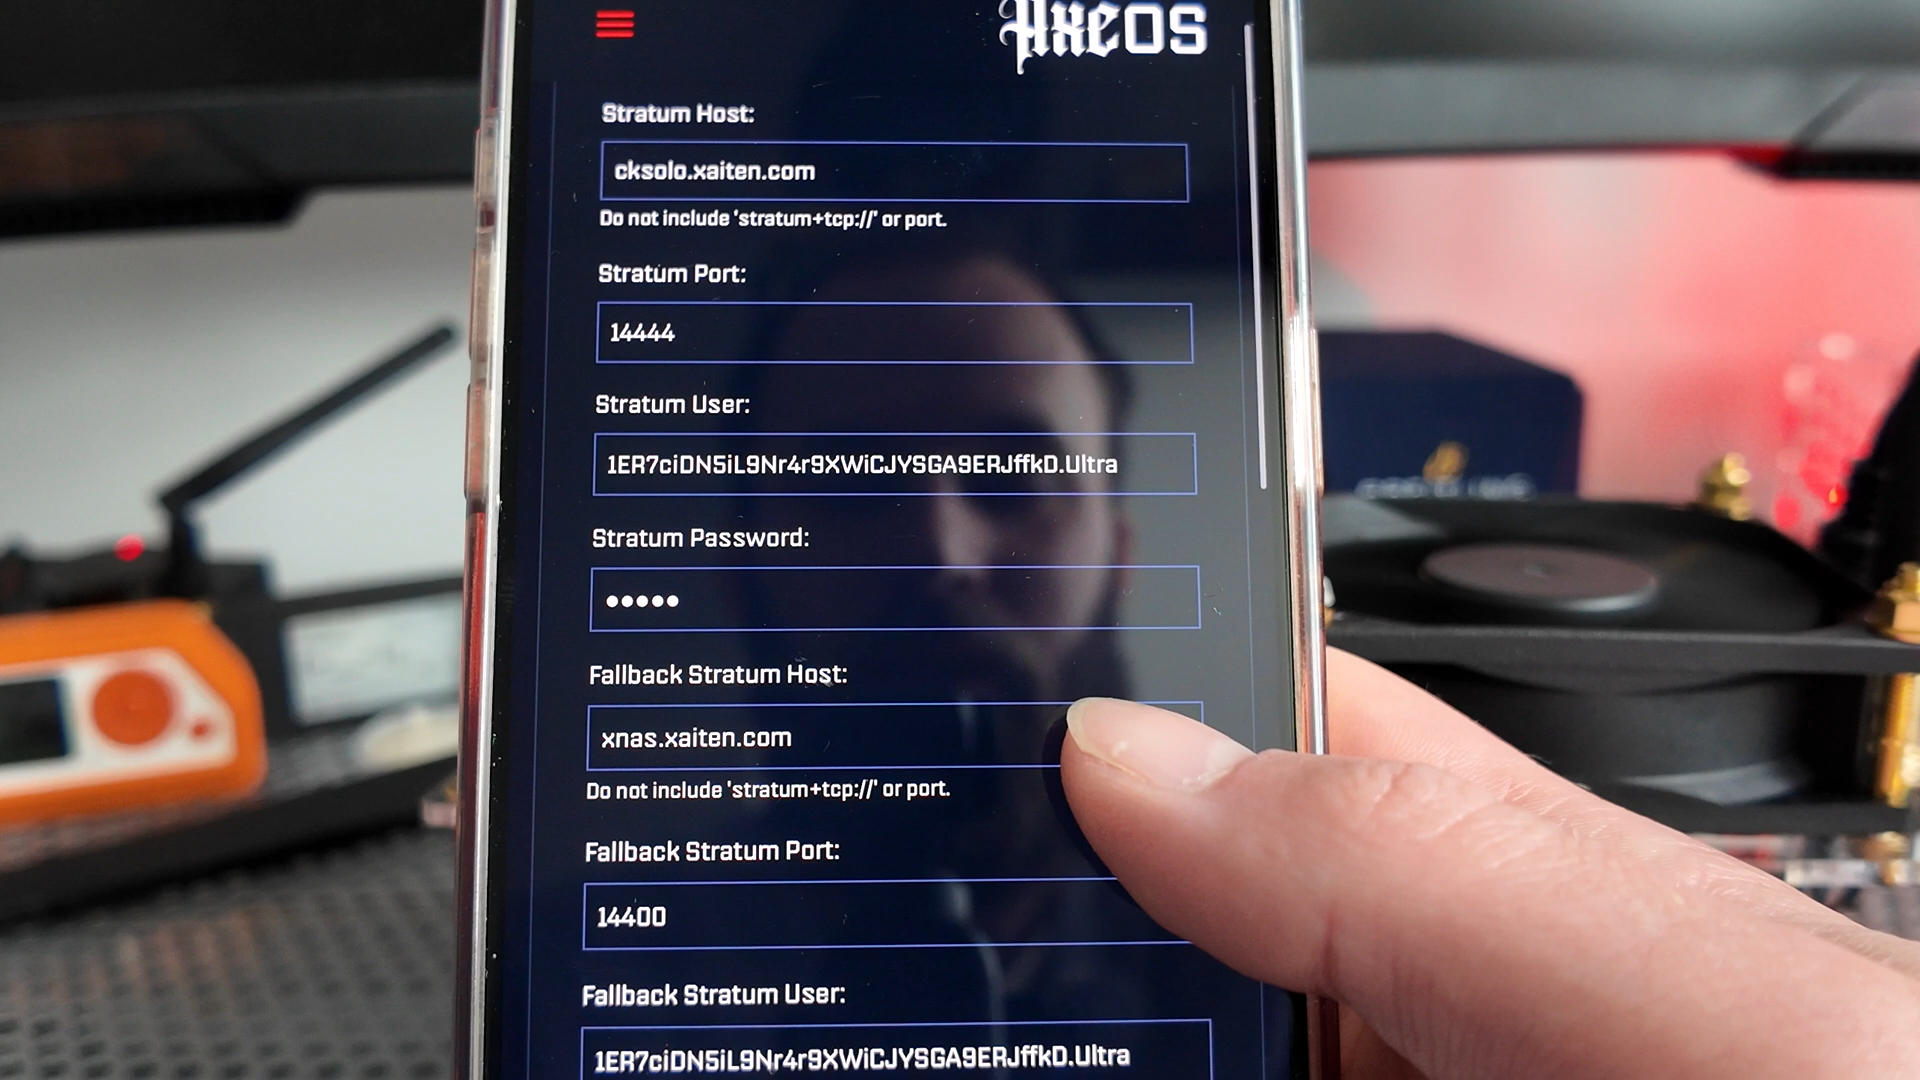 AxeOS
Stratum Host:
cksolo.xaiten.com
Do not include 'stratum+tcp://' or port.
Stratum Port:
14444
Stratum User:
1ER7ciDN5iL9Nr4r9XWiCJYSGA9ERJffkD.Ultra
Stratum Password:
•••••
Fallback Stratum Host:
xnas.xaiten.com
Do not include 'stratum+tcp://' or port.
Fallback Stratum Port:
14400
Fallback Stratum User:
1ER7ciDN5iL9Nr4r9XWiCJYSGA9ERJffkD.Ultra